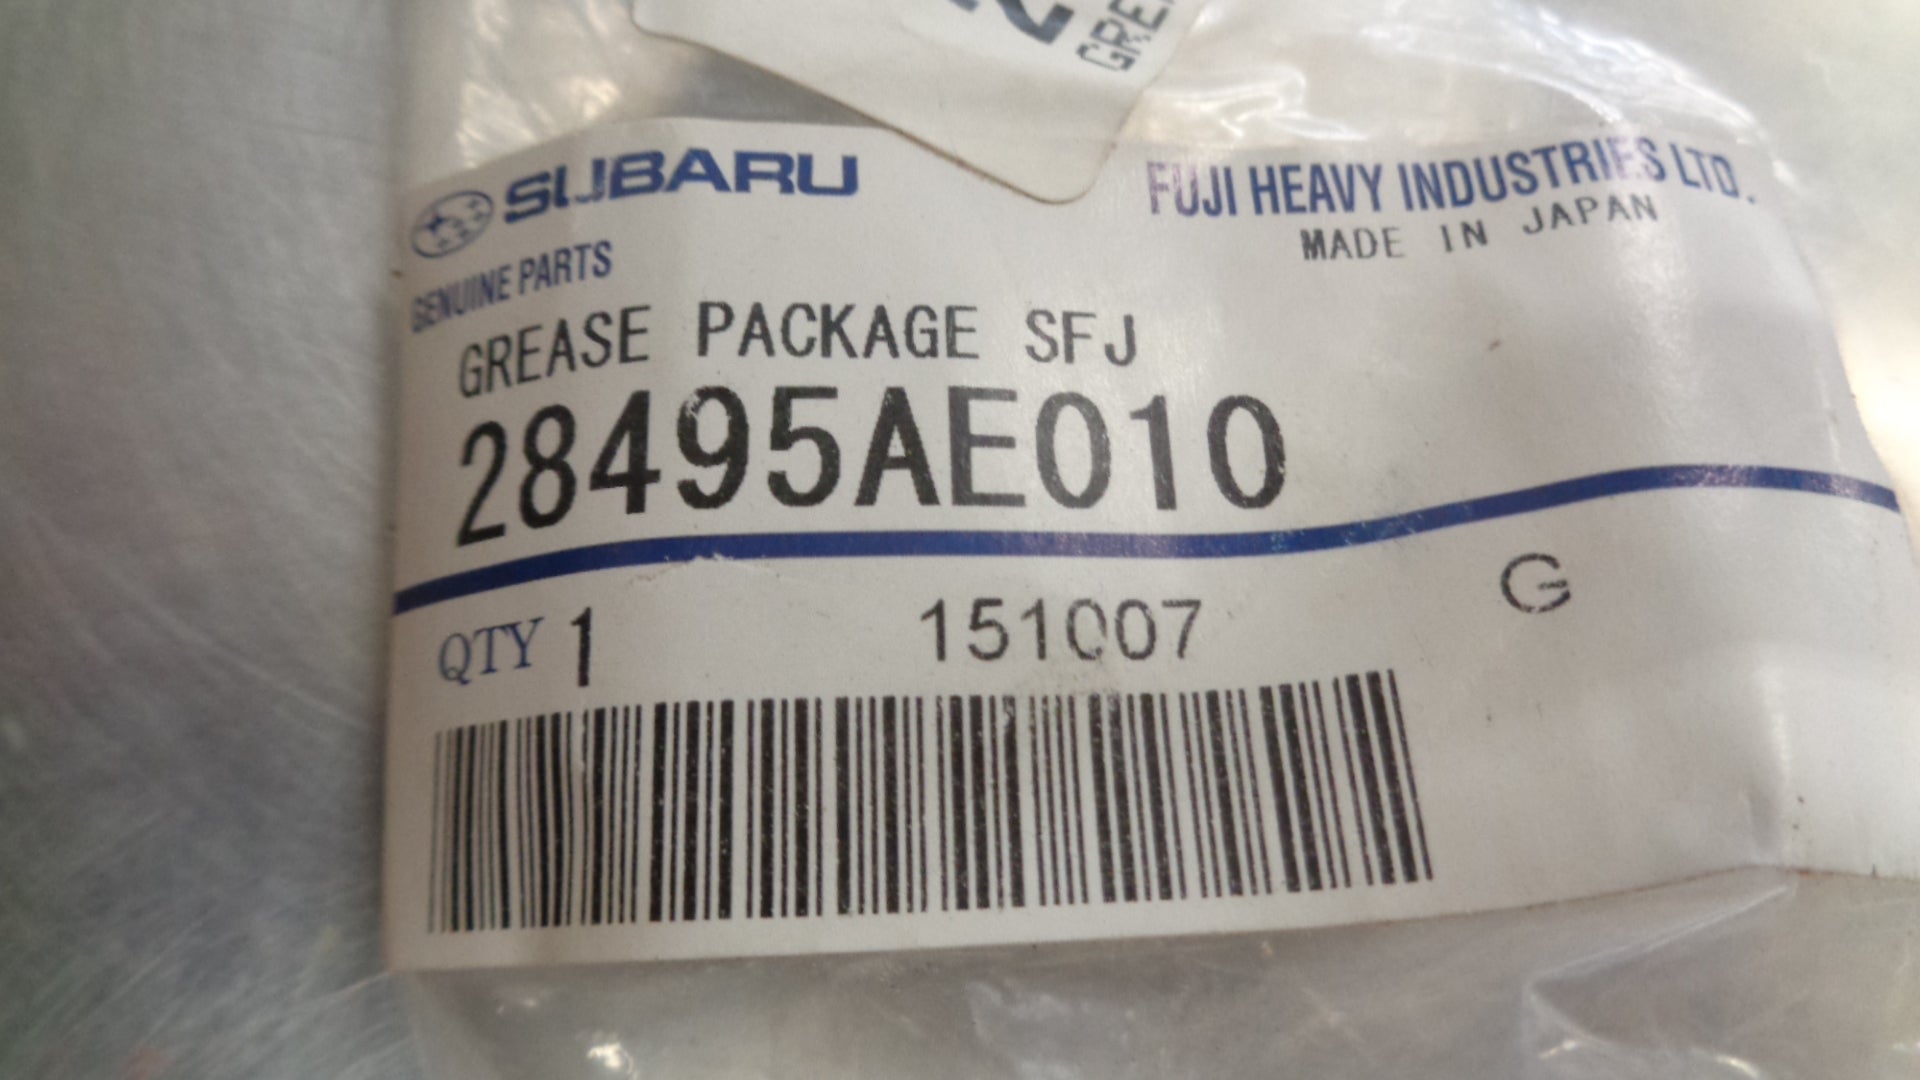 SUBARU
FUJI HEAVY INDUSTRIES LTD.
MADE IN JAPAN
GENUINE PARTS
GREASE PACKAGE SFJ
28495AE010
QTY 1
151007
G